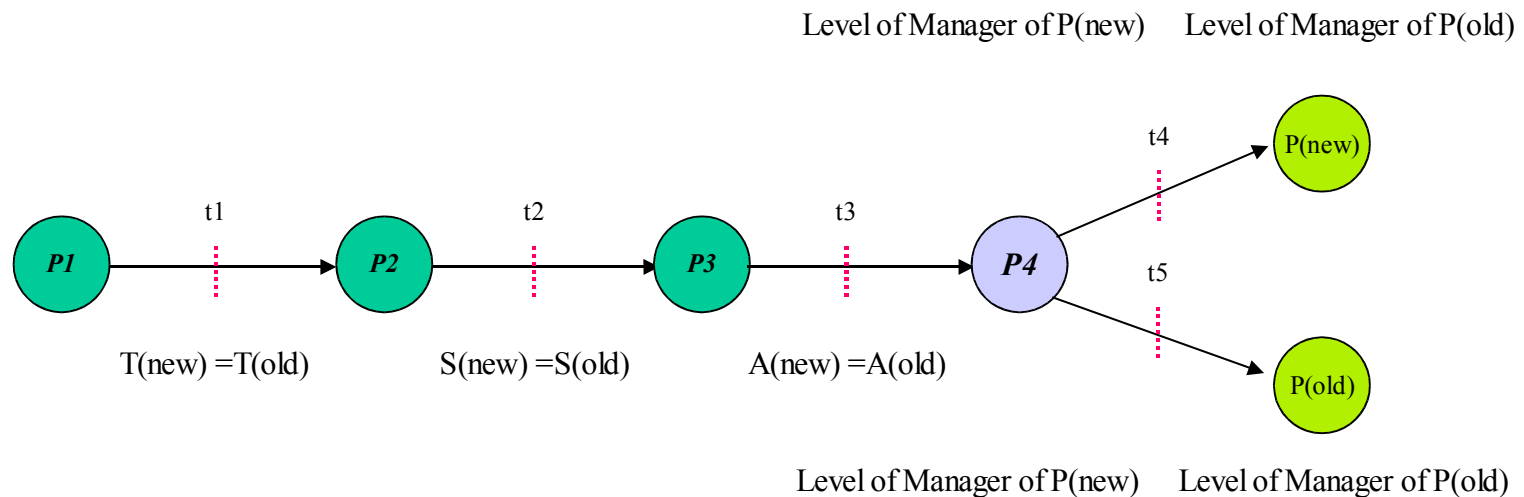 Level of Manager of P(new) Level of Manager of P(old)
t4
P(new)
t1 t2 t3
P1 P2 P3 P4
t5
T(new) =T(old) S(new) =S(old) A(new) =A(old)
P(old)
Level of Manager of P(new) Level of Manager of P(old)